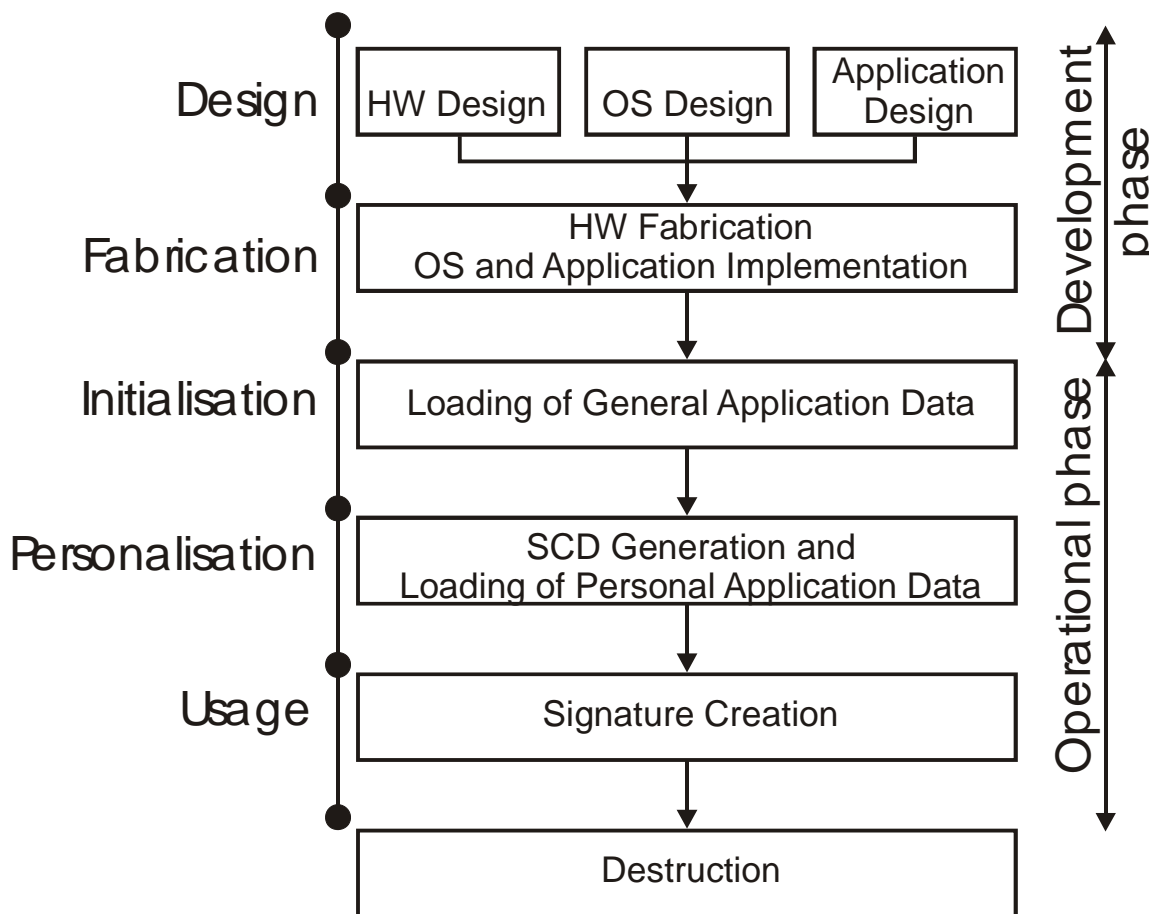 Design
HW Design
OS Design
Application
Design
Development
phase
Fabrication
HW Fabrication
OS and Application Implementation
Initialisation
Loading of General Application Data
Operational phase
Personalisation
SCD Generation and
Loading of Personal Application Data
Usage
Signature Creation
Destruction